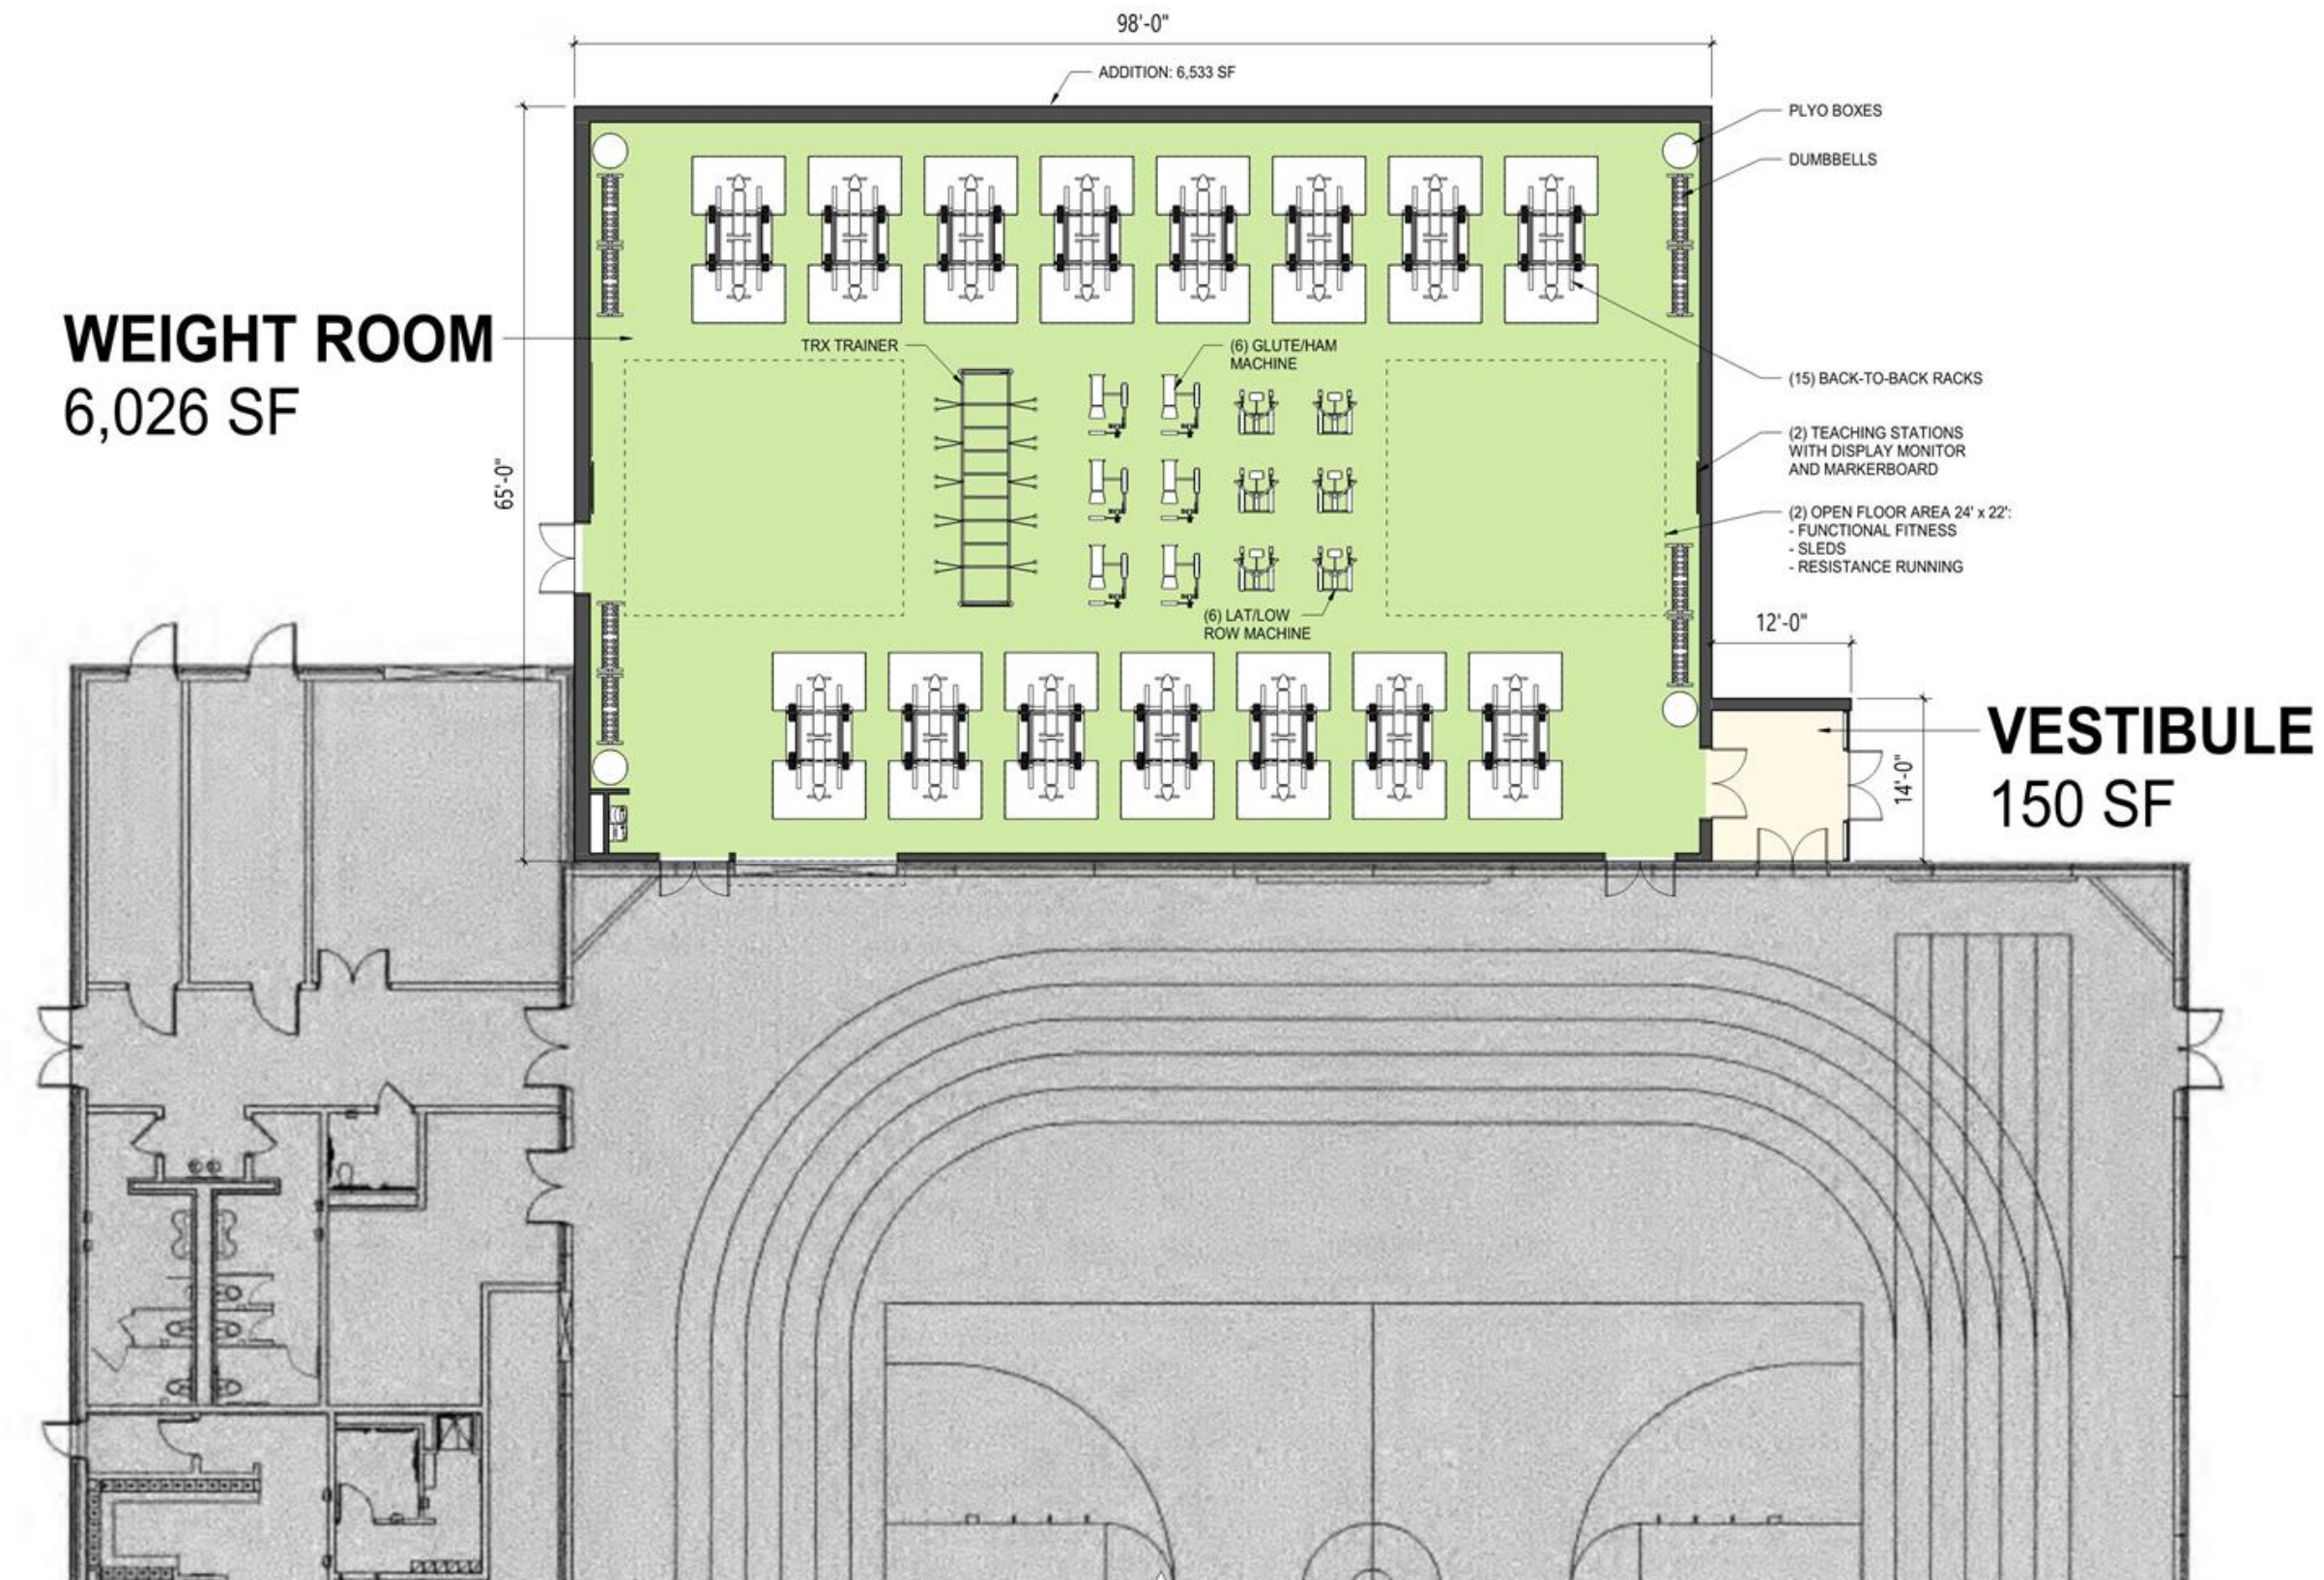 98'-0"
ADDITION: 6,533 SF
PLYO BOXES
DUMBBELLS
WEIGHT ROOM
6,026 SF
TRX TRAINER
(6) GLUTE/HAM
MACHINE
(15) BACK-TO-BACK RACKS
(2) TEACHING STATIONS
WITH DISPLAY MONITOR
AND MARKERBOARD
65'-0"
(2) OPEN FLOOR AREA 24' x 22':
- FUNCTIONAL FITNESS
- SLEDS
- RESISTANCE RUNNING
(6) LAT/LOW
ROW MACHINE
12'-0"
VESTIBULE
150 SF
14'-0"